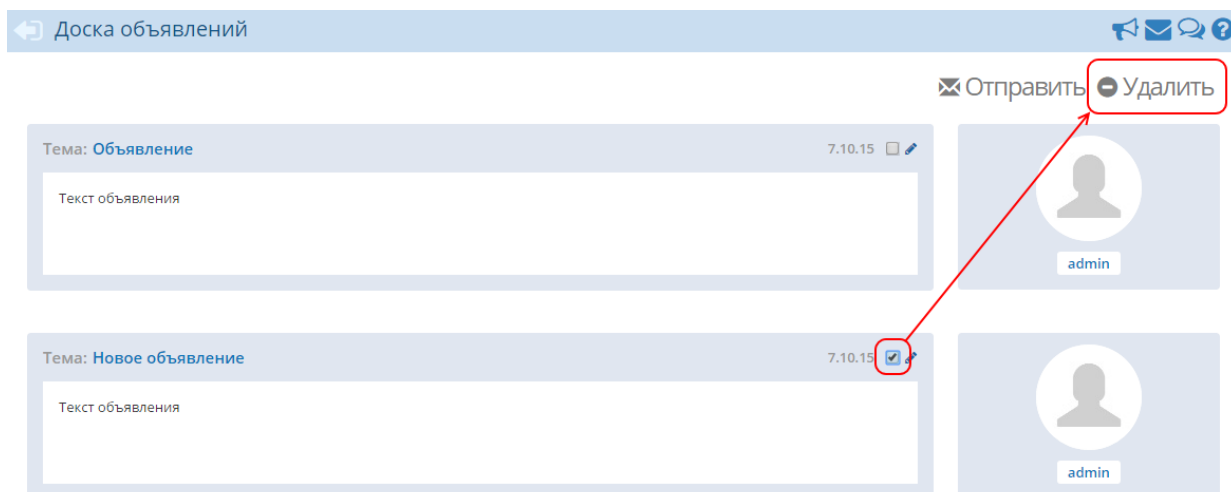 Доска объявлений
Отправить Удалить
Тема: Объявление 7.10.15
Текст объявления
admin
Тема: Новое объявление 7.10.15
Текст объявления
admin